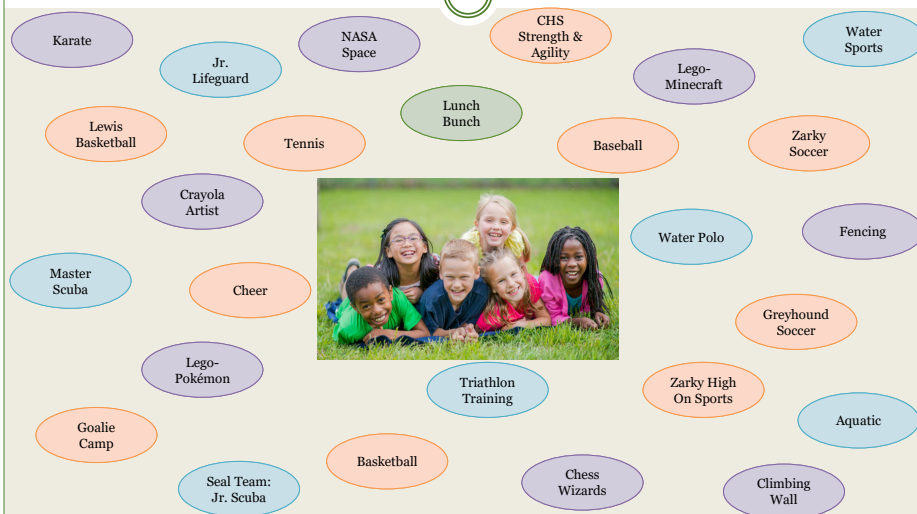 Karate
NASA
Space
CHS
Strength &
Agility
Water
Sports
Jr.
Lifeguard
Lego-
Minecraft
Lunch
Bunch
Lewis
Basketball
Tennis
Baseball
Zarky
Soccer
Crayola
Artist
Water Polo
Fencing
Master
Scuba
Cheer
Greyhound
Soccer
Lego-
Pokémon
Triathlon
Training
Zarky High
On Sports
Goalie
Camp
Aquatic
Basketball
Seal Team:
Jr. Scuba
Chess
Wizards
Climbing
Wall